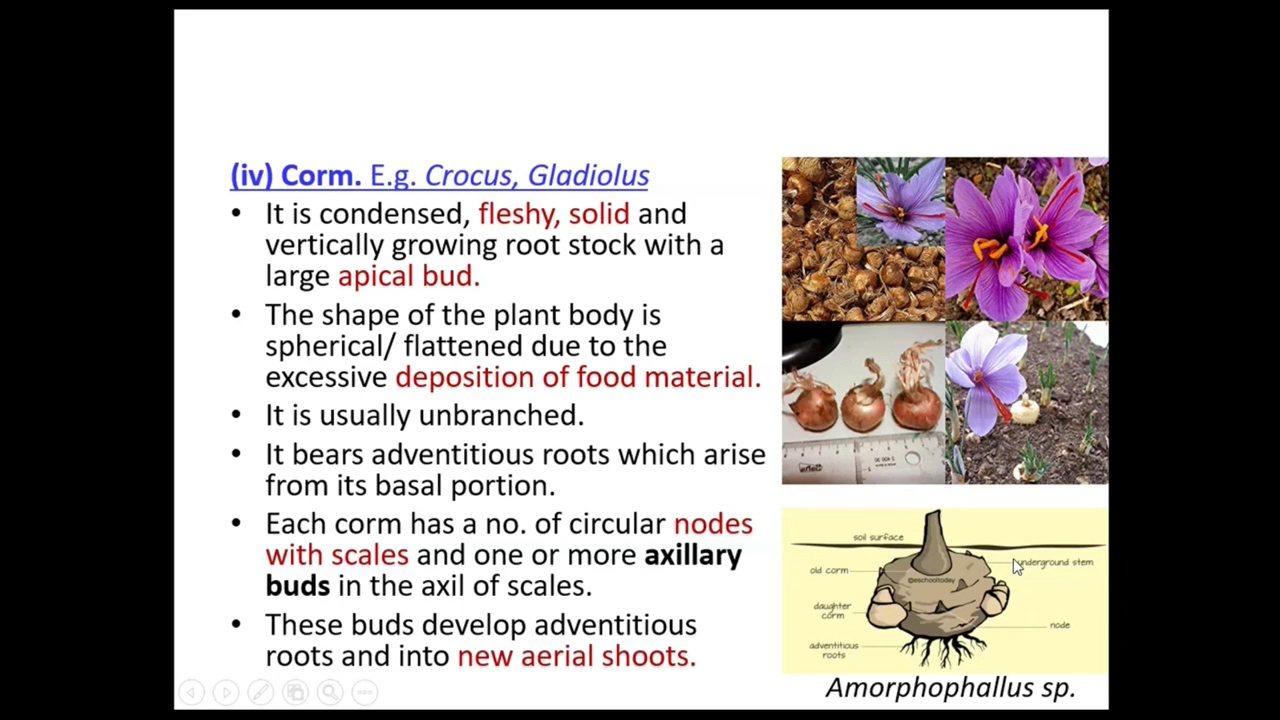 (iv) Corm. E.g. Crocus, Gladiolus
• It is condensed, fleshy, solid and
vertically growing root stock with a
large apical bud.
• The shape of the plant body is
spherical/ flattened due to the
excessive deposition of food material.
• It is usually unbranched.
• It bears adventitious roots which arise
from its basal portion.
• Each corm has a no. of circular nodes
with scales and one or more axillary
buds in the axil of scales.
• These buds develop adventitious
roots and into new aerial shoots.
soil surface
old corm
underground stem
©eschooltoday
daughter
corm
node
adventitious
roots
Amorphophallus sp.